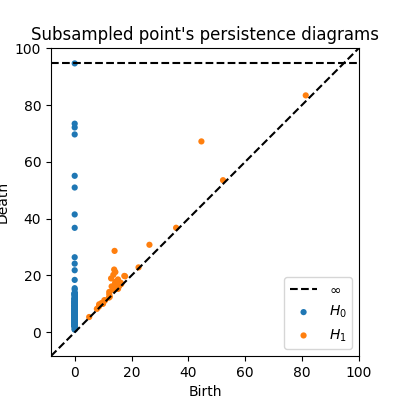 Subsampled point's persistence diagrams
100
80
60
40
20
0
Death
0 20 40 60 80 100
Birth
∞
H₀
H₁